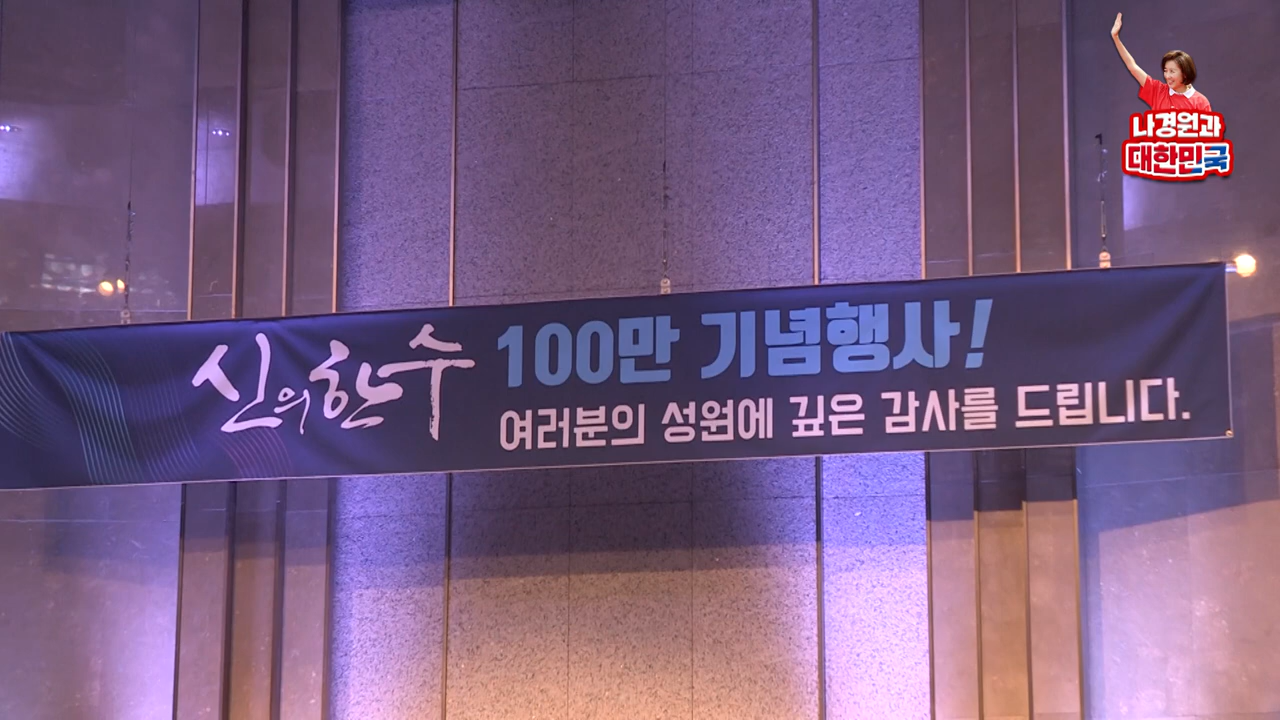 나경원과
대한민국
신의한수
100만 기념행사!
여러분의 성원에 깊은 감사를 드립니다.